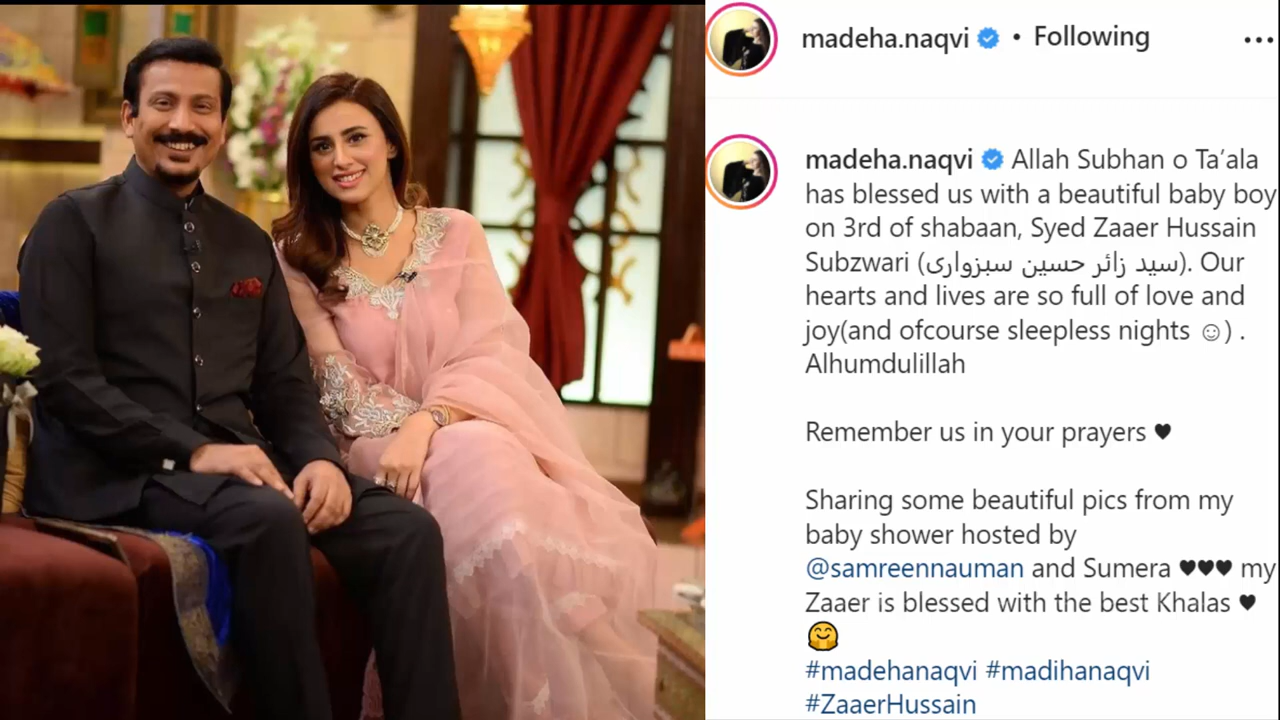 madeha.naqvi • Following
madeha.naqvi Allah Subhan o Ta’ala
has blessed us with a beautiful baby boy
on 3rd of shabaan, Syed Zaaer Hussain
Subzwari (سید زائر حسین سبزواری). Our
hearts and lives are so full of love and
joy(and ofcourse sleepless nights ☺) .
Alhumdulillah
Remember us in your prayers ♥
Sharing some beautiful pics from my
baby shower hosted by
@samreennauman and Sumera ♥♥♥ my
Zaaer is blessed with the best Khalas ♥
🤗
#madehanaqvi #madihanaqvi
#ZaaerHussain